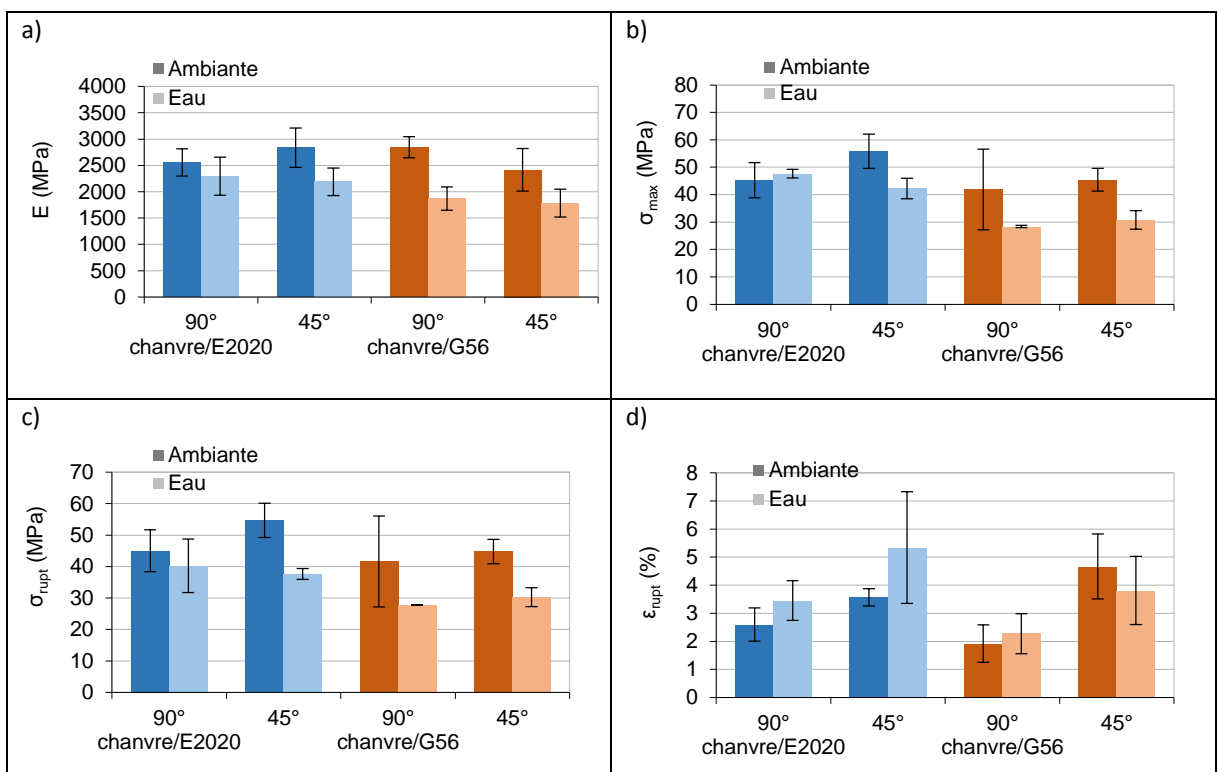 a)
Ambiante
Eau
4000
3500
3000
2500
2000
1500
1000
500
0
E (MPa)
90° 45° 90° 45°
chanvre/E2020 chanvre/G56
b)
Ambiante
Eau
80
70
60
50
40
30
20
10
0
σmax (MPa)
90° 45° 90° 45°
chanvre/E2020 chanvre/G56
c)
Ambiante
Eau
70
60
50
40
30
20
10
0
σrupt (MPa)
90° 45° 90° 45°
chanvre/E2020 chanvre/G56
d)
Ambiante
Eau
8
7
6
5
4
3
2
1
0
εrupt (%)
90° 45° 90° 45°
chanvre/E2020 chanvre/G56